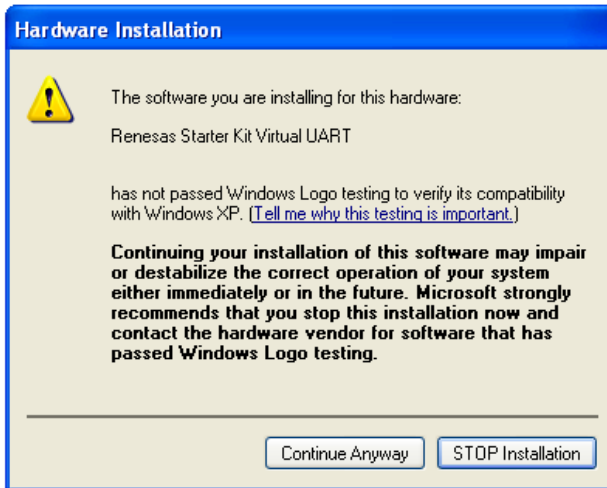 Hardware Installation
The software you are installing for this hardware:
Renesas Starter Kit Virtual UART
has not passed Windows Logo testing to verify its compatibility
with Windows XP. (Tell me why this testing is important.)
Continuing your installation of this software may impair
or destabilize the correct operation of your system
either immediately or in the future. Microsoft strongly
recommends that you stop this installation now and
contact the hardware vendor for software that has
passed Windows Logo testing.
Continue Anyway
STOP Installation